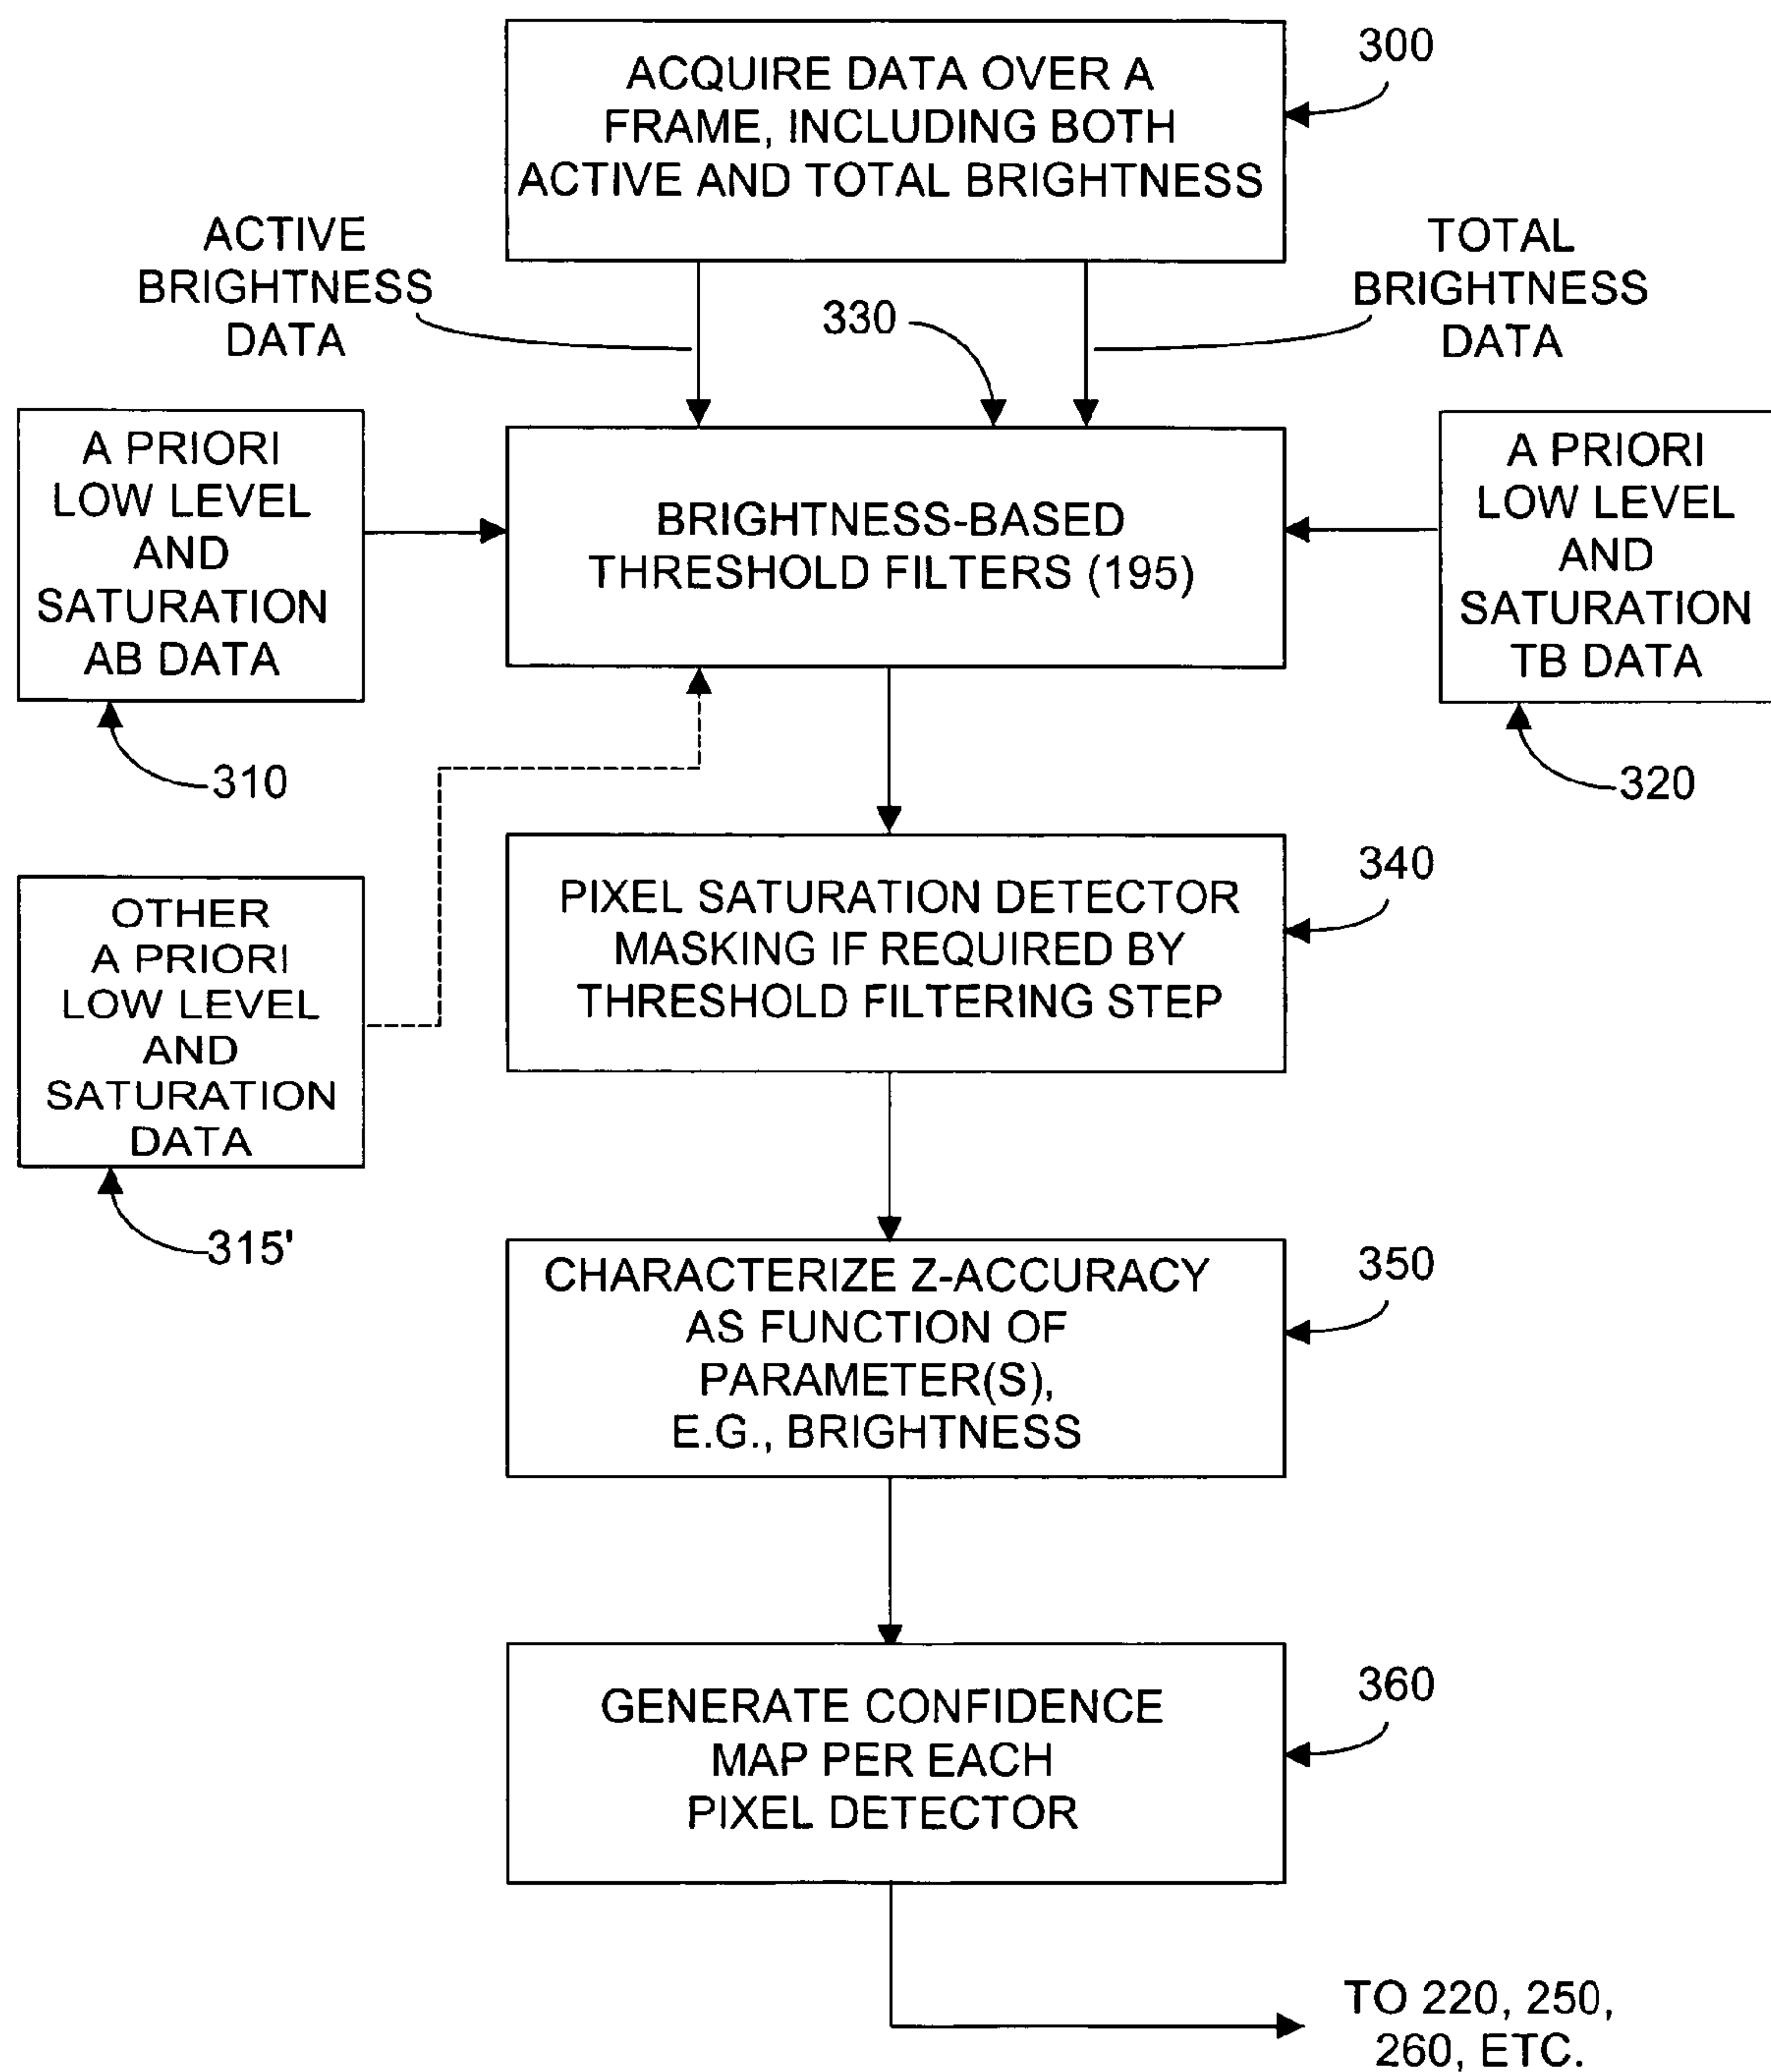 ACQUIRE DATA OVER A
FRAME, INCLUDING BOTH
ACTIVE AND TOTAL BRIGHTNESS
300
ACTIVE
BRIGHTNESS
DATA
330
TOTAL
BRIGHTNESS
DATA
A PRIORI
LOW LEVEL
AND
SATURATION
AB DATA
310
BRIGHTNESS-BASED
THRESHOLD FILTERS (195)
A PRIORI
LOW LEVEL
AND
SATURATION
TB DATA
320
OTHER
A PRIORI
LOW LEVEL
AND
SATURATION
DATA
315'
PIXEL SATURATION DETECTOR
MASKING IF REQUIRED BY
THRESHOLD FILTERING STEP
340
CHARACTERIZE Z-ACCURACY
AS FUNCTION OF
PARAMETER(S),
E.G., BRIGHTNESS
350
GENERATE CONFIDENCE
MAP PER EACH
PIXEL DETECTOR
360
TO 220, 250,
260, ETC.